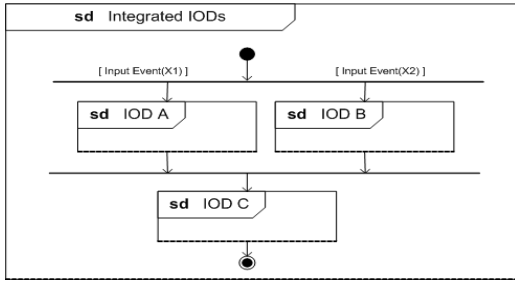 sd Integrated IODs
[ Input Event(X1) ] [ Input Event(X2) ]
sd IOD A sd IOD B
sd IOD C